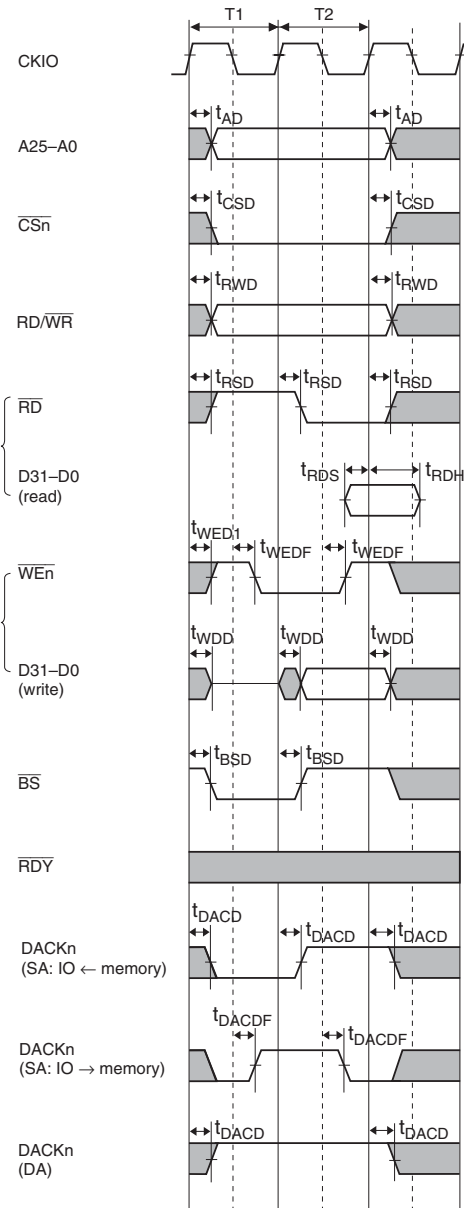 T1 T2
CKIO
tAD tAD
A25–A0
tCSD tCSD
CSn
tRWD tRWD
RD/WR
tRSD tRSD tRSD
RD
tRDS tRDH
D31–D0
(read)
tWED1 tWEDF tWEDF
WEn
tWDD tWDD tWDD
D31–D0
(write)
tBSD tBSD
BS
RDY
tDACD tDACD tDACD
DACKn
(SA: IO ← memory)
tDACDF tDACDF
DACKn
(SA: IO → memory)
tDACD tDACD
DACKn
(DA)